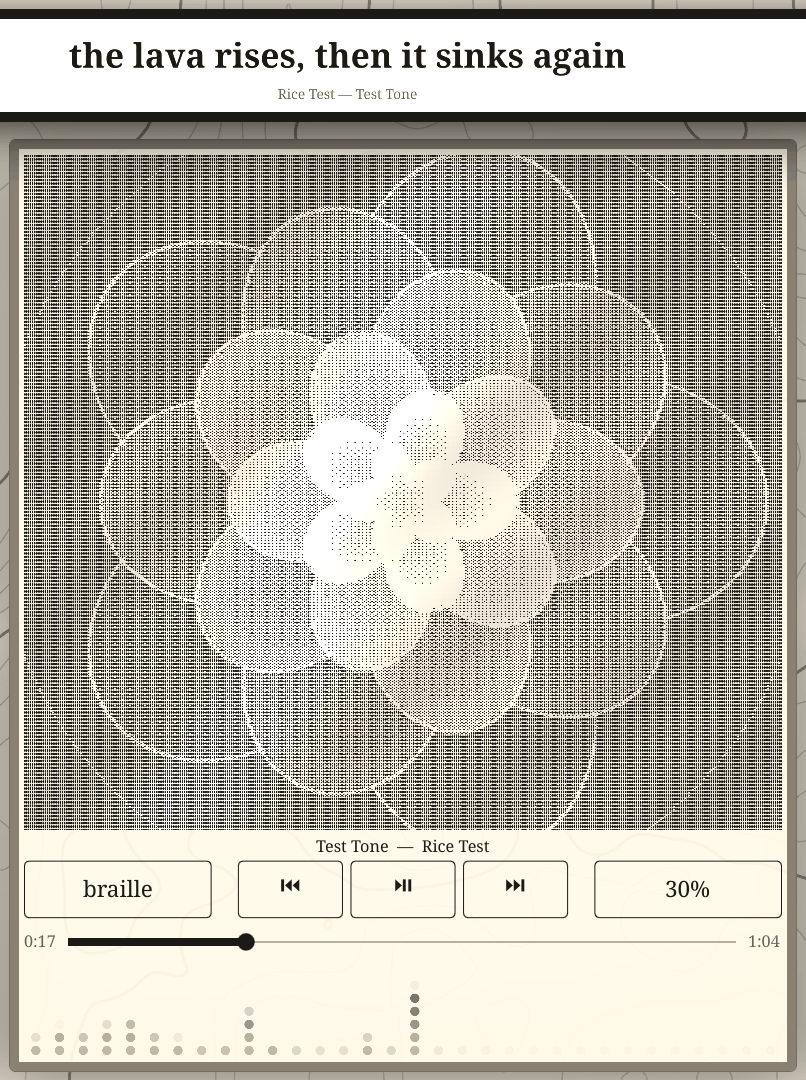 the lava rises, then it sinks again
Rice Test — Test Tone
Test Tone — Rice Test
braille
30%
0:17
1:04